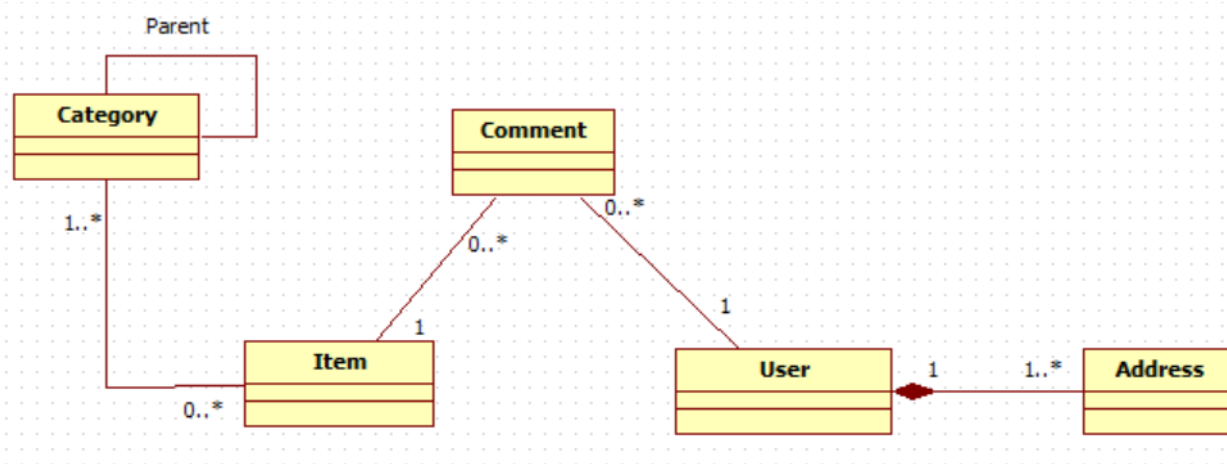 Parent
Category
Comment
1..*
0..*
0..*
1
1
Item
User
1
1..*
Address
0..*